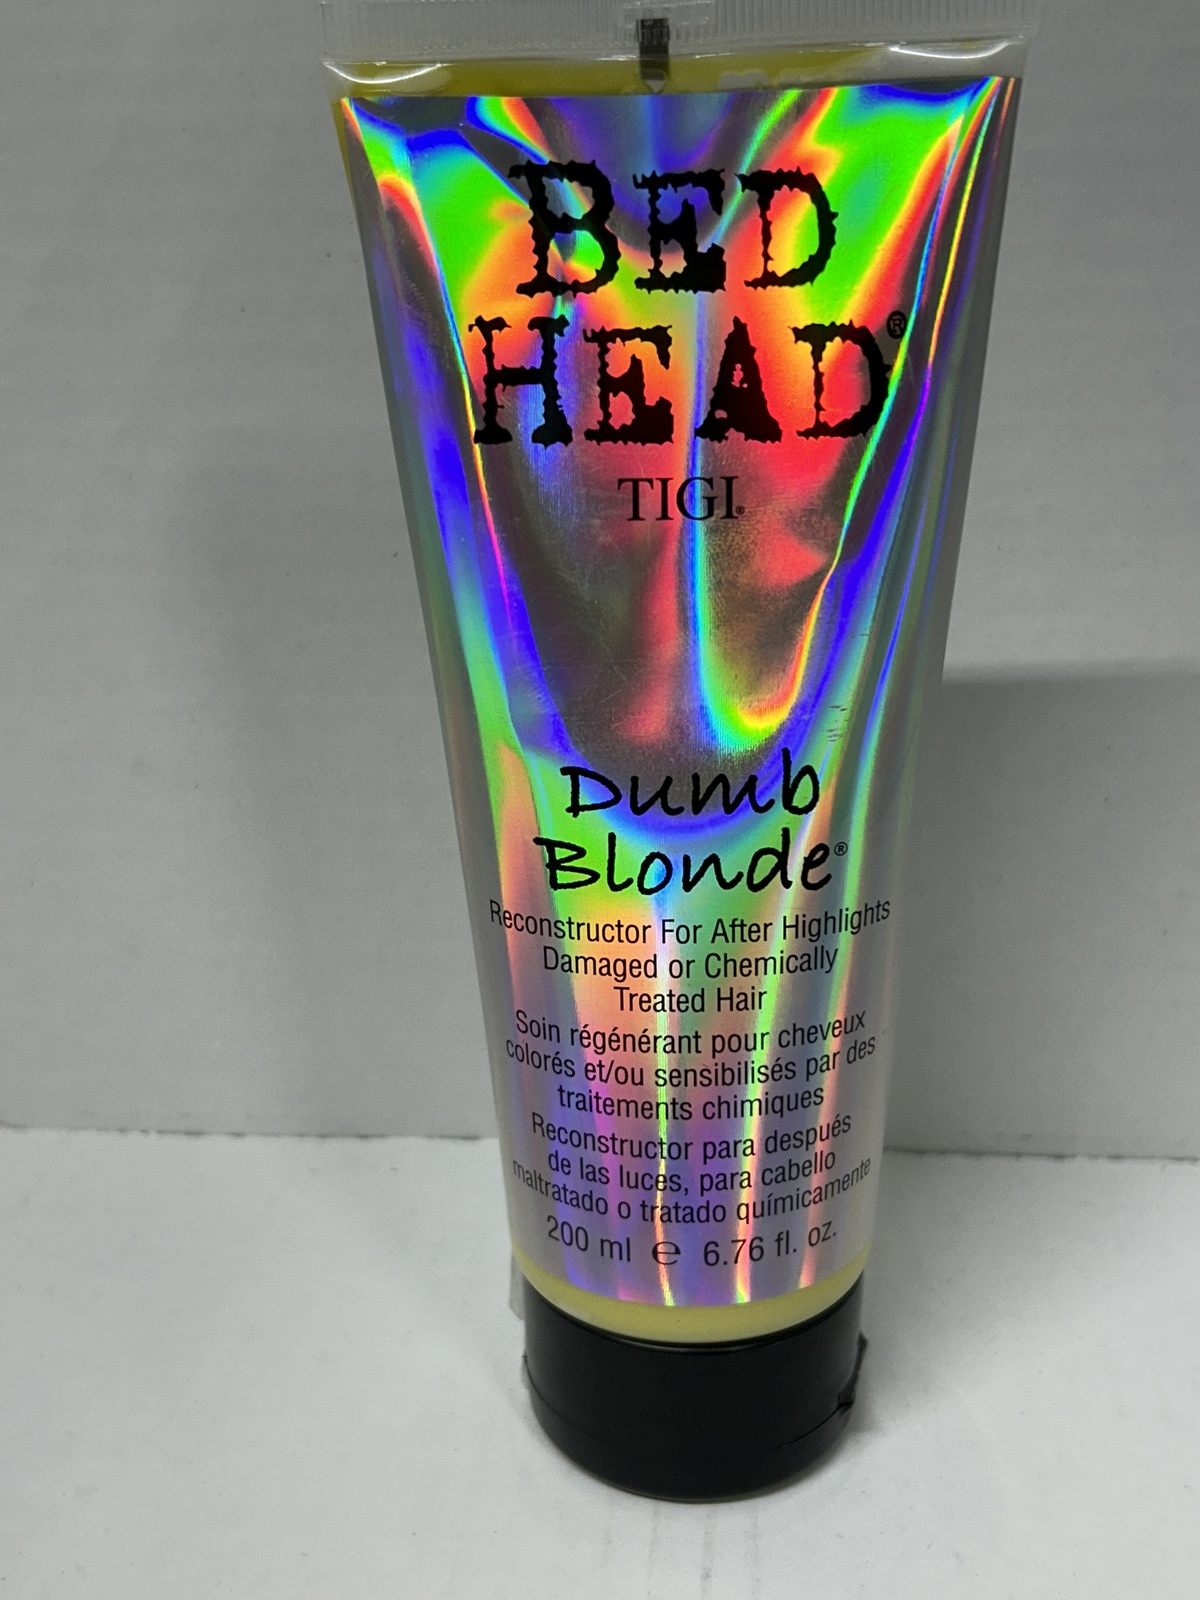 BED
HEAD®
TIGI®
Dumb
Blonde®
Reconstructor For After Highlights
Damaged or Chemically
Treated Hair
Soin régénérant pour cheveux
colorés et/ou sensibilisés par des
traitements chimiques
Reconstructor para después
de las luces, para cabello
maltratado o tratado químicamente
200 ml ℮ 6.76 fl. oz.